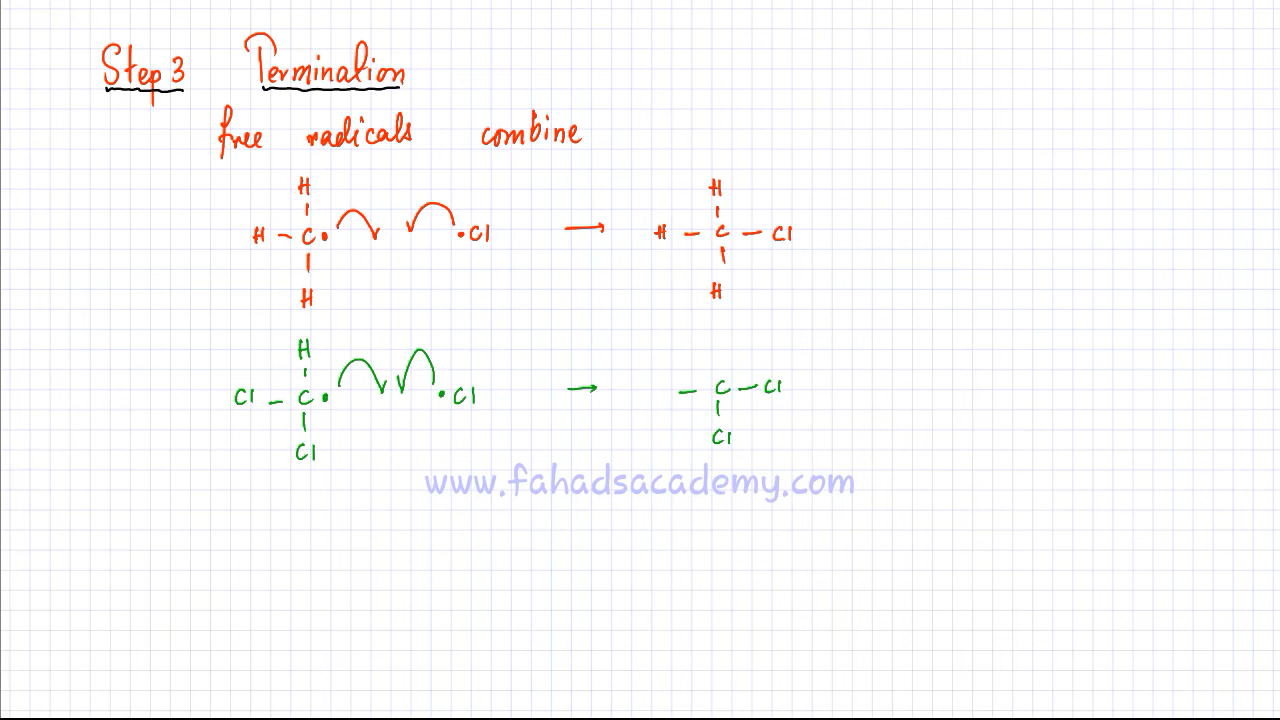 Step 3 Termination
free radicals combine
H H
H – C• •Cl → H – C – Cl
H H
H
Cl – C• •Cl → – C – Cl
Cl Cl
www.fahadsacademy.com